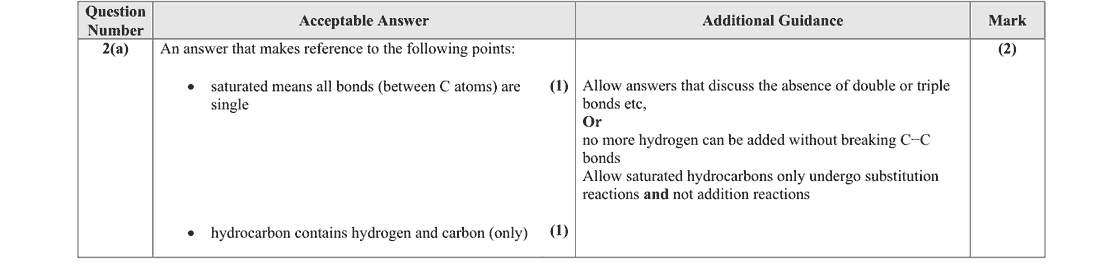 Question Number
Acceptable Answer
Additional Guidance
Mark
2(a)
An answer that makes reference to the following points:
(2)
• saturated means all bonds (between C atoms) are
single
(1)
Allow answers that discuss the absence of double or triple
bonds etc,
Or
no more hydrogen can be added without breaking C–C
bonds
Allow saturated hydrocarbons only undergo substitution
reactions and not addition reactions
• hydrocarbon contains hydrogen and carbon (only)
(1)